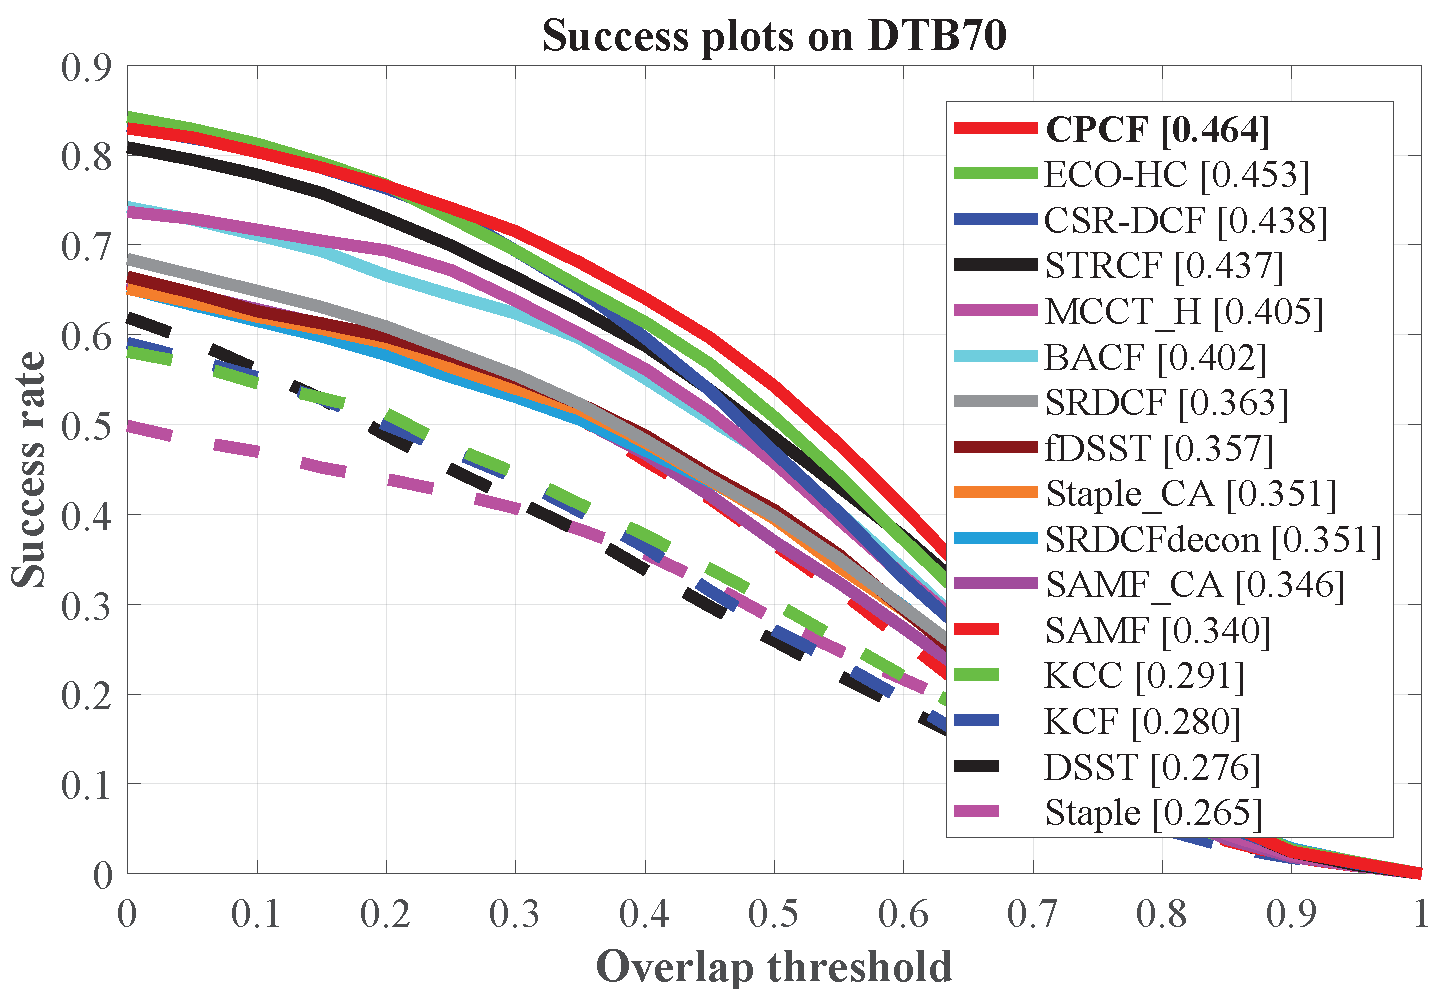 Success plots on DTB70
Success rate
0.9
0.8
0.7
0.6
0.5
0.4
0.3
0.2
0.1
0
CPCF [0.464]
ECO-HC [0.453]
CSR-DCF [0.438]
STRCF [0.437]
MCCT_H [0.405]
BACF [0.402]
SRDCF [0.363]
fDSST [0.357]
Staple_CA [0.351]
SRDCFdecon [0.351]
SAMF_CA [0.346]
SAMF [0.340]
KCC [0.291]
KCF [0.280]
DSST [0.276]
Staple [0.265]
0 0.1 0.2 0.3 0.4 0.5 0.6 0.7 0.8 0.9 1
Overlap threshold